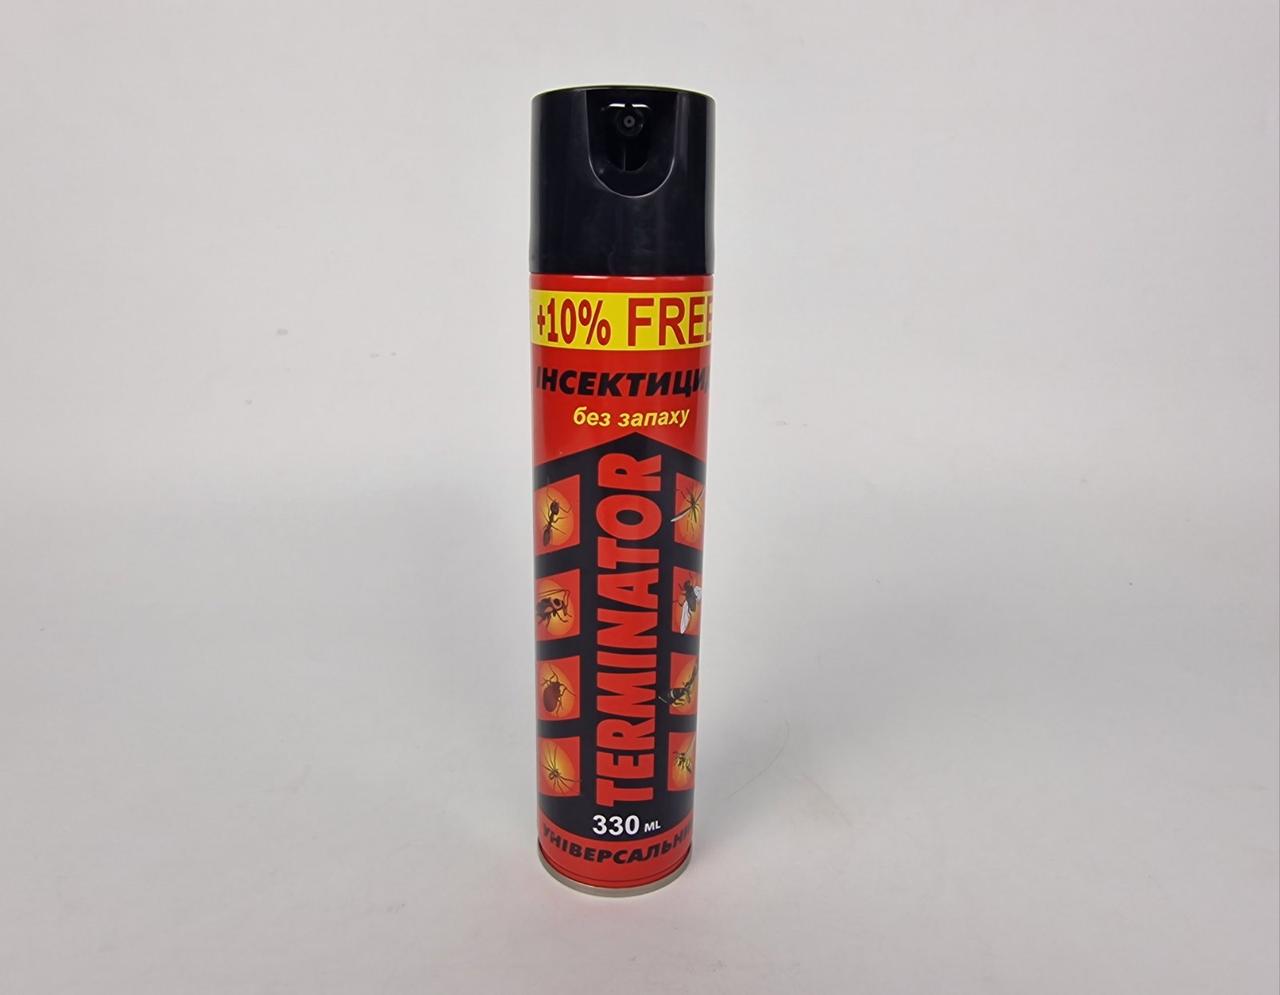 +10% FREE
ІНСЕКТИЦИД
без запаху
TERMINATOR
330 ML
УНІВЕРСАЛЬНИЙ